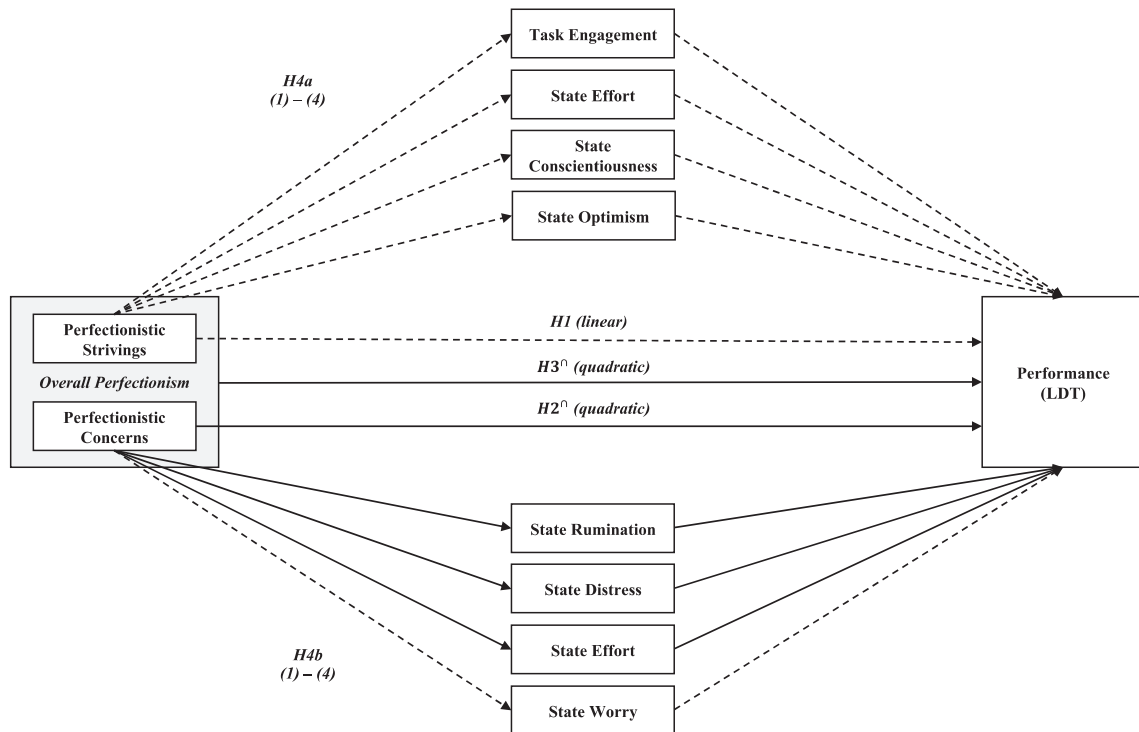 Task Engagement
H4a
(1) – (4)
State Effort
State
Conscientiousness
State Optimism
Perfectionistic
Strivings
H1 (linear)
Overall Perfectionism
H3∩ (quadratic)
Performance
(LDT)
Perfectionistic
Concerns
H2∩ (quadratic)
State Rumination
State Distress
State Effort
H4b
(1) – (4)
State Worry